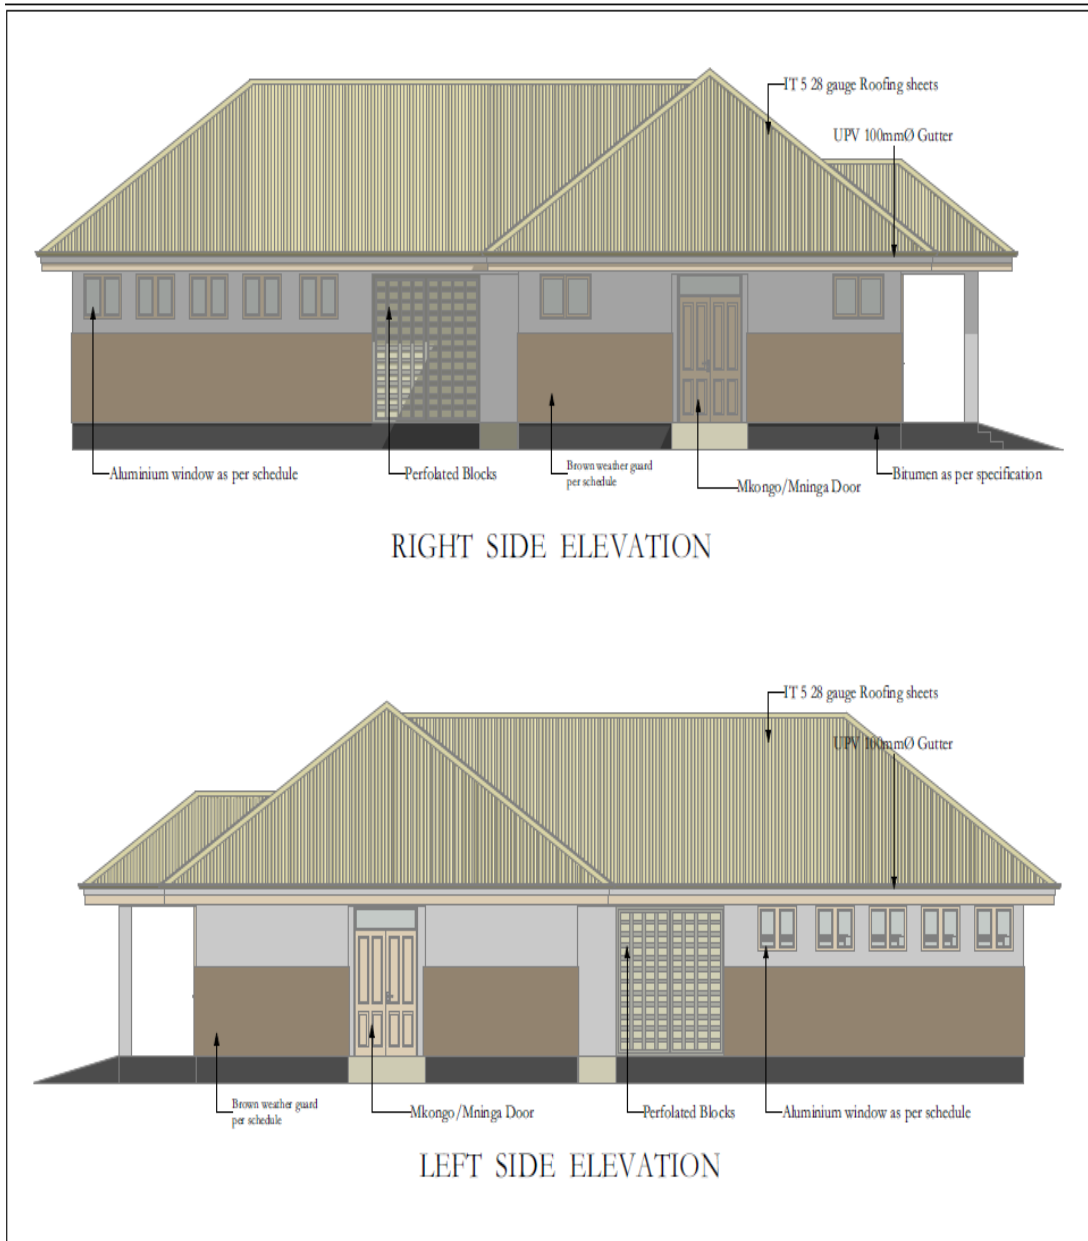 IT 5 28 gauge Roofing sheets
UPV 100mmØ Gutter
Aluminium window as per schedule
Perfolated Blocks
Brown weather guard
per schedule
Mkongo/Mninga Door
Bitumen as per specification
RIGHT SIDE ELEVATION
IT 5 28 gauge Roofing sheets
UPV 100mmØ Gutter
Brown weather guard
per schedule
Mkongo/Mninga Door
Perfolated Blocks
Aluminium window as per schedule
LEFT SIDE ELEVATION